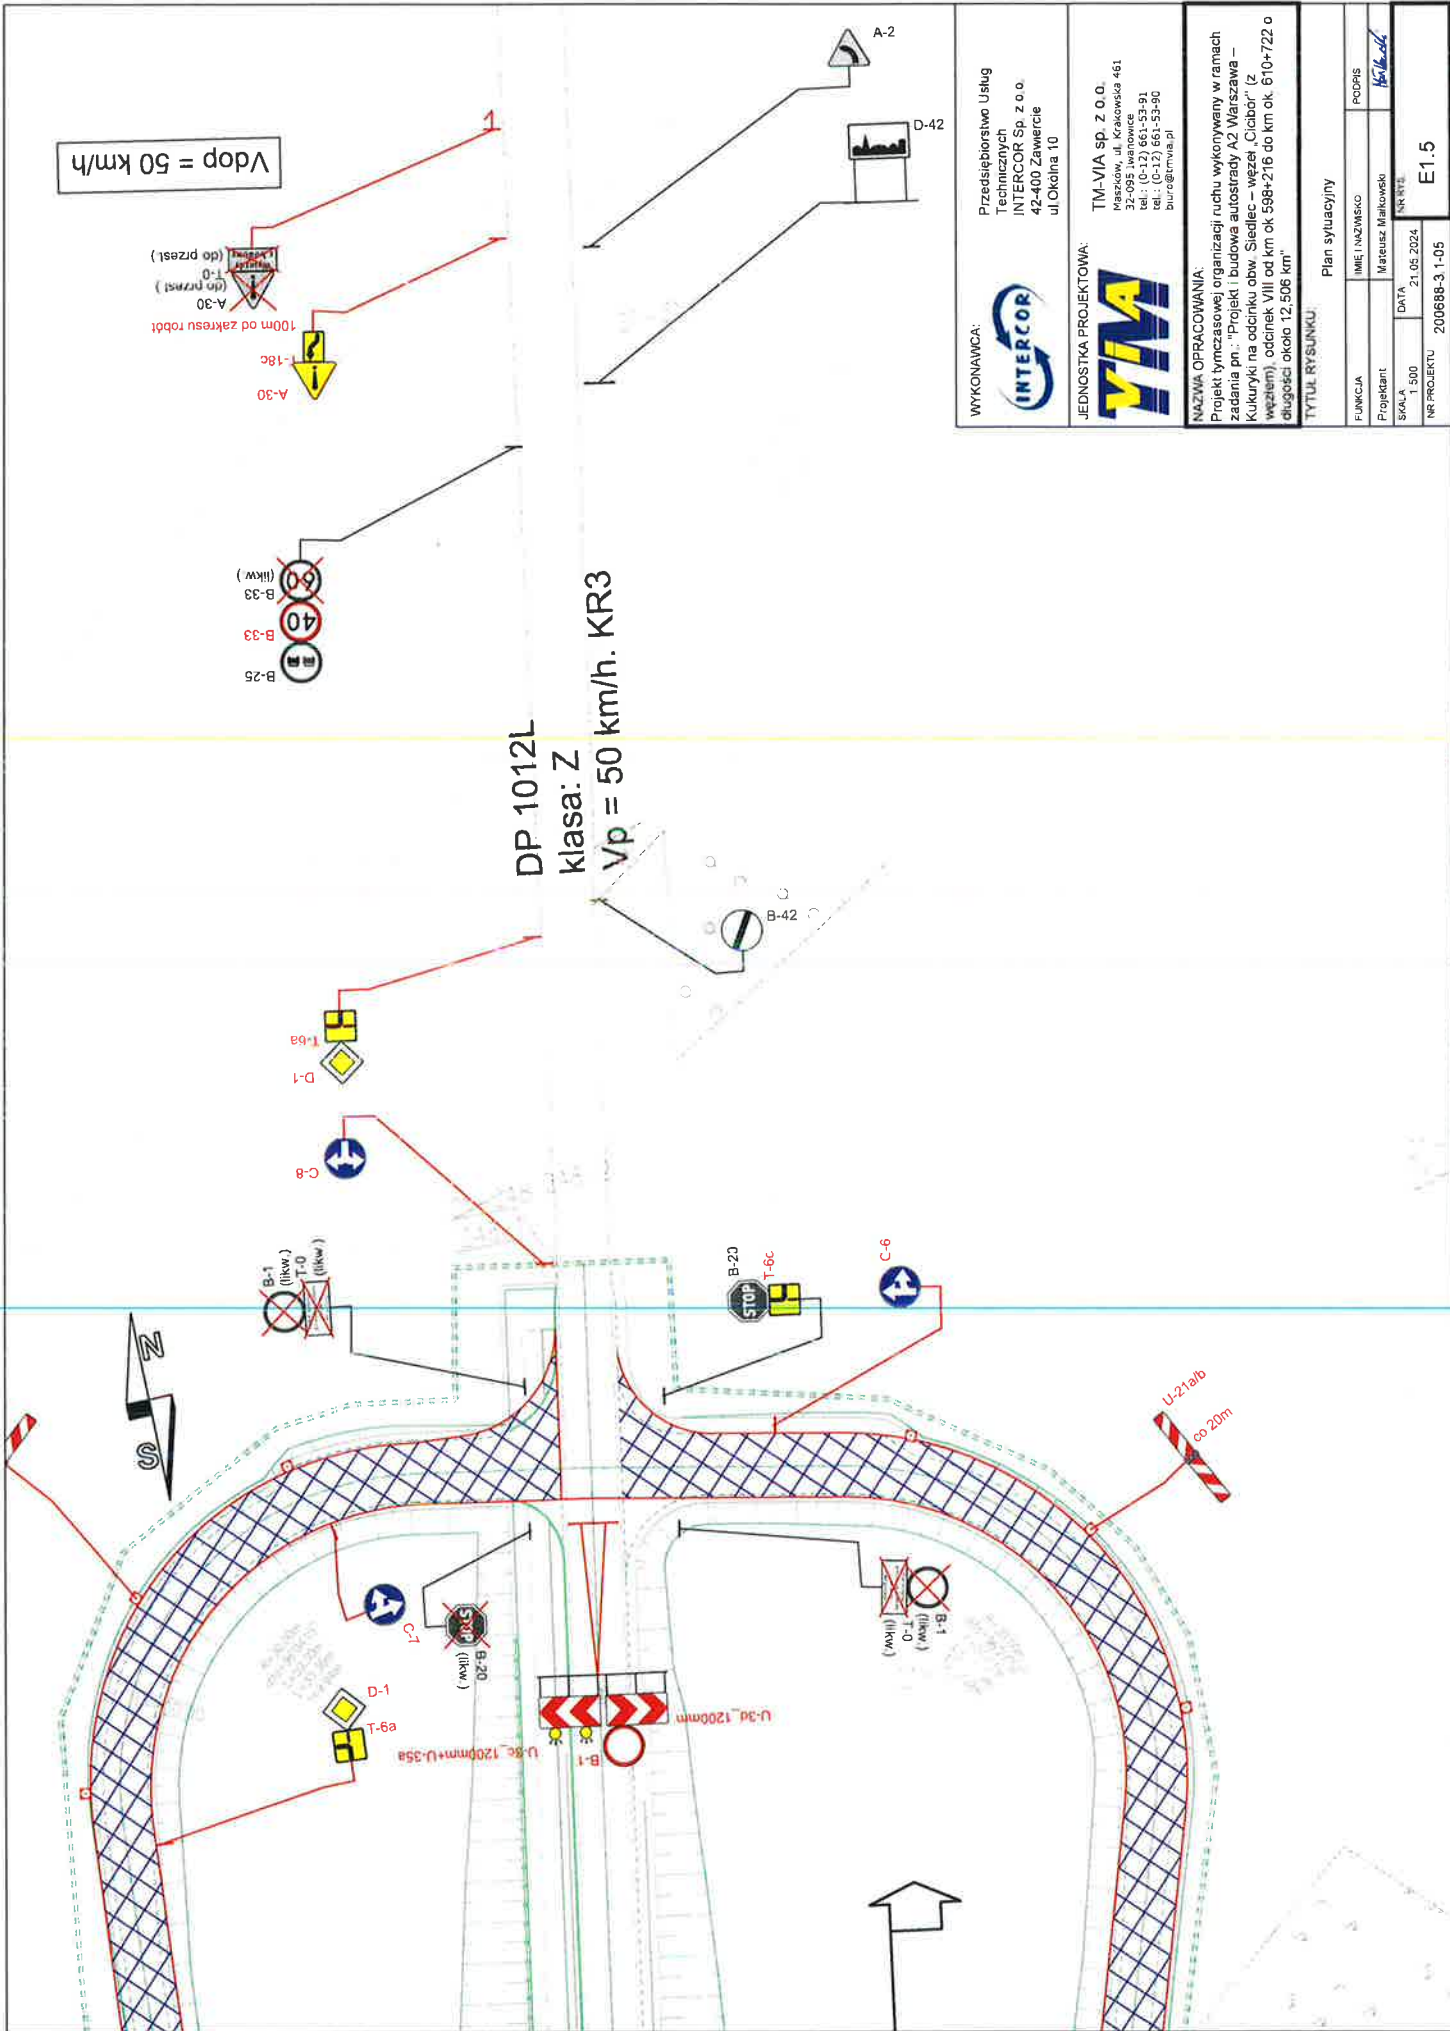 Vdop = 50 km/h
A-30
(do przest.)
T-0
(do przest.)
100m od zakresu robót
T-18c
A-30
1
A-2
D-42
B-33
(likw.)
60
B-33
40
B-25
DP 1012L
klasa: Z
Vp = 50 km/h. KR3
B-42
T-6a
D-1
C-8
B-1
(likw.)
T-0
(likw.)
B-20
STOP
T-6c
C-6
N
S
U-21a/b
co 20m
C-7
STOP
B-20
(likw.)
D-1
T-6a
U-3c_1200mm+U-35a
B-1
U-3d_1200mm
B-1
(likw.)
T-0
(likw.)
WYKONAWCA:
INTERCOR
Przedsiębiorstwo Usług
Technicznych
INTERCOR Sp. z o.o.
42-400 Zawiercie
ul.Okólna 10
JEDNOSTKA PROJEKTOWA:
TM-VIA sp. z o.o.
Maszków, ul. Krakowska 461
32-095 Iwanowice
tel.: (0-12) 661-53-91
tel.: (0-12) 661-53-90
biuro@tmvia.pl
NAZWA OPRACOWANIA:
Projekt tymczasowej organizacji ruchu wykonywany w ramach
zadania pn.: "Projekt i budowa autostrady A2 Warszawa –
Kukuryki na odcinku obw. Siedlec – węzeł „Cicibór” (z
węzłem), odcinek VIII od km ok 598+216 do km ok. 610+722 o
długości około 12,506 km"
TYTUŁ RYSUNKU:
Plan sytuacyjny
FUNKCJA
IMIĘ I NAZWISKO
PODPIS
Projektant
Mateusz Małkowski
SKALA
1:500
DATA
21.05.2024
NR RYS.
E1.5
NR PROJEKTU
200688-3.1-05